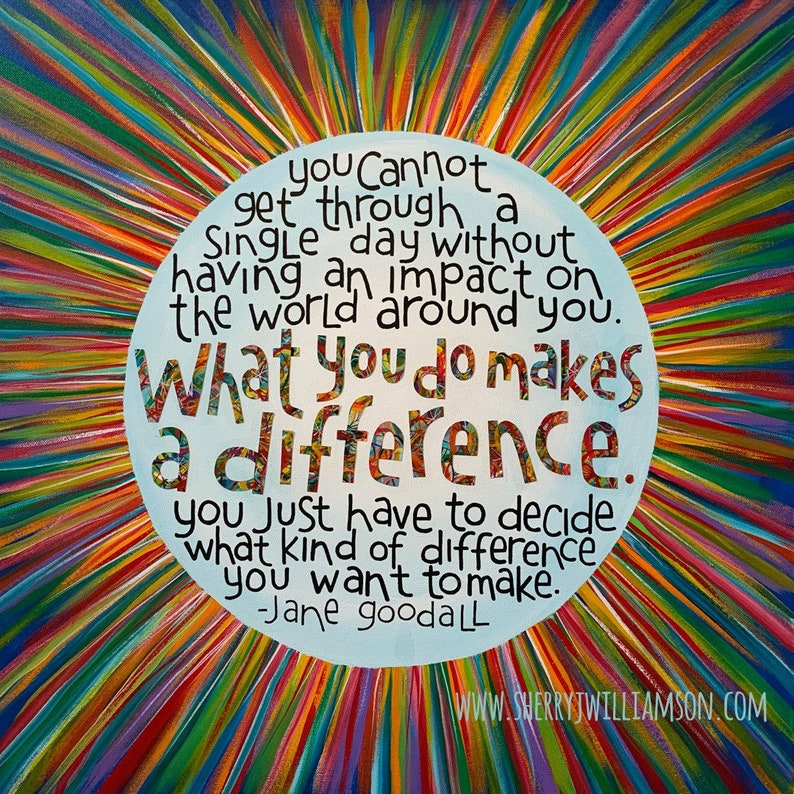 you cannot
get through a
single day without
having an impact on
the world around you.
what you do makes
a difference.
you just have to decide
what kind of difference
you want to make.
-Jane Goodall
WWW.SHERRYJWILLIAMSON.COM